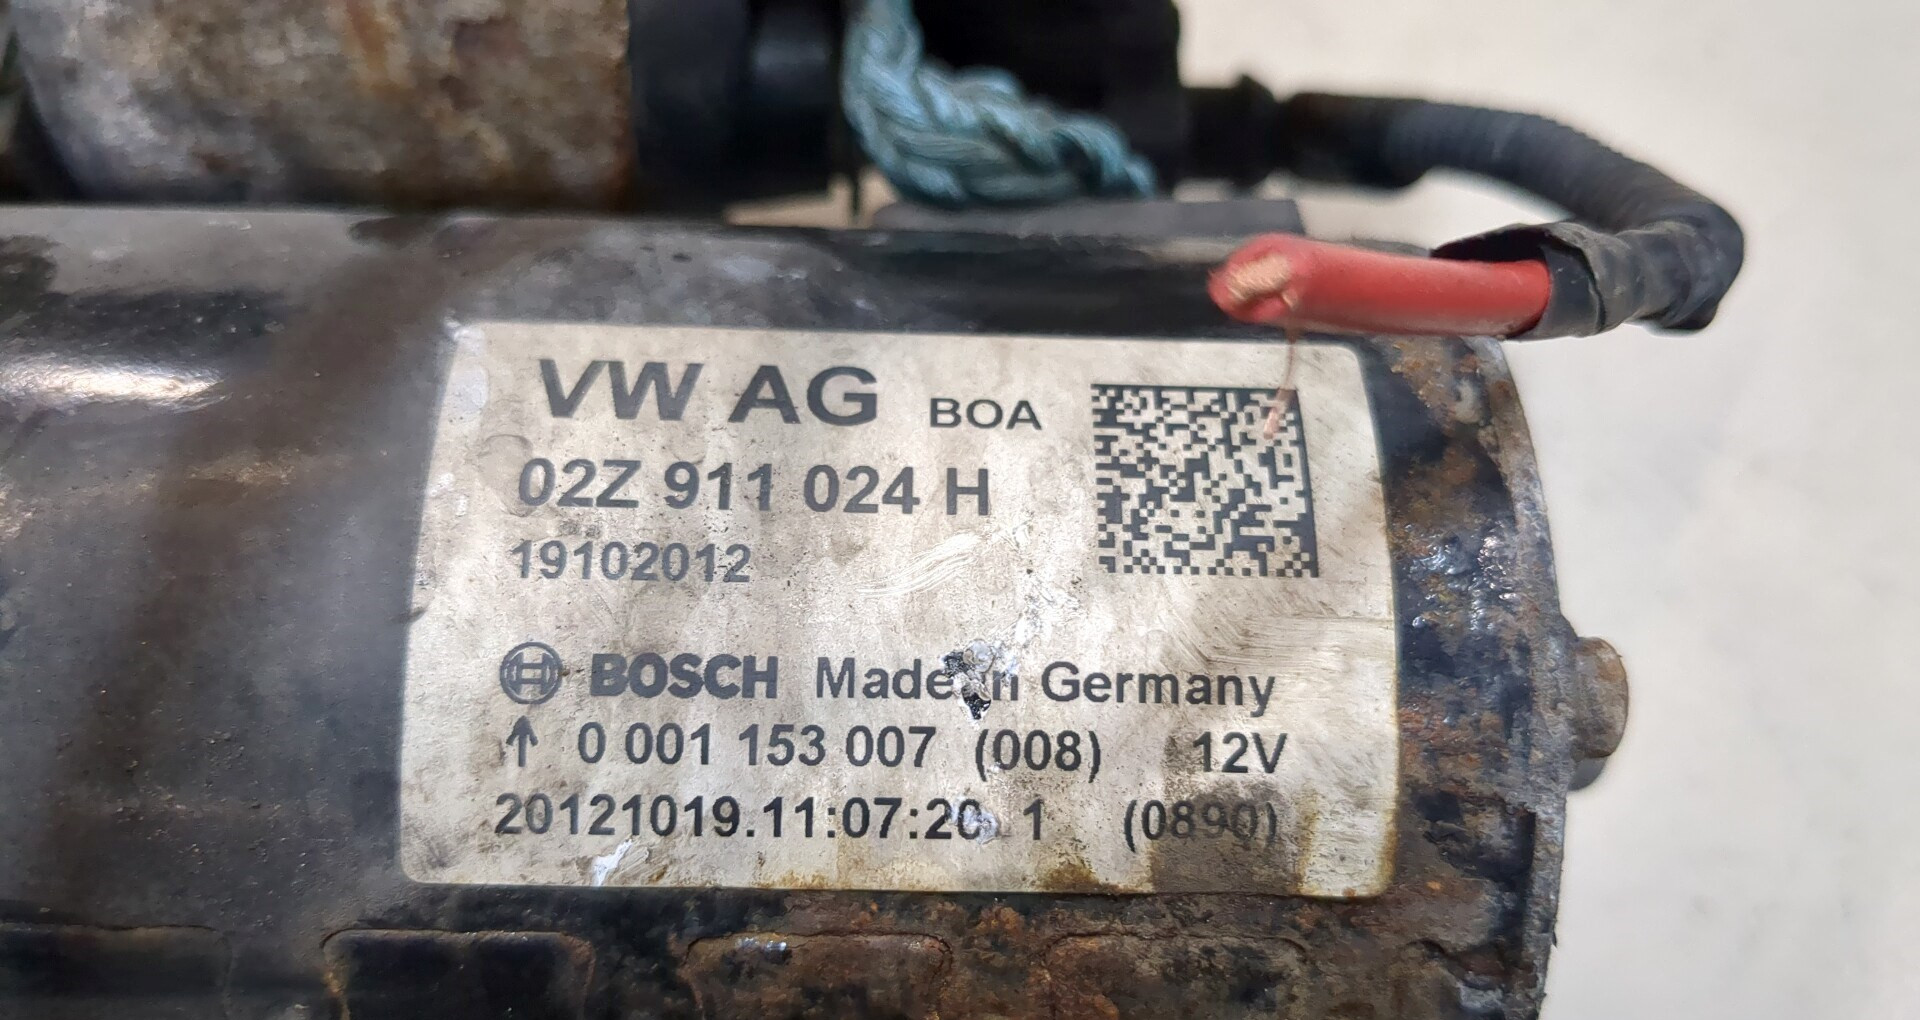 VW AG BOA
02Z 911 024 H
19102012
BOSCH Made in Germany
↑ 0 001 153 007 (008) 12V
20121019.11:07:20 1 (0890)